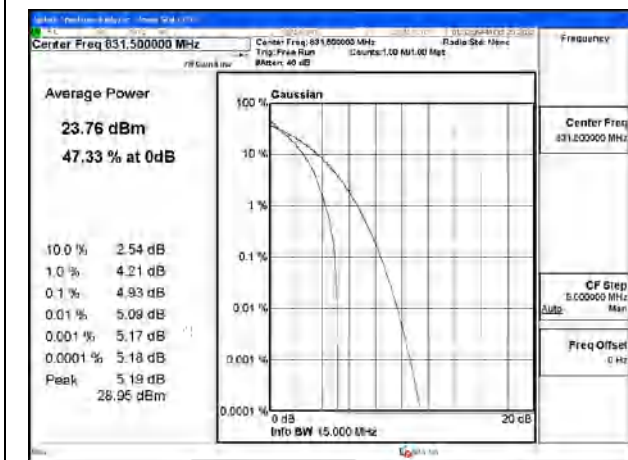 Center Freq 831.500000 MHz
Center Freq: 831.500000 MHz
Radio Std: None
Trig: Free Run
Counts:1.00 M/1.00 Mpt
#Atten: 40 dB
Frequency
Average Power
23.76 dBm
47.33 % at 0dB
10.0 % 2.54 dB
1.0 % 4.21 dB
0.1 % 4.93 dB
0.01 % 5.09 dB
0.001 % 5.17 dB
0.0001 % 5.18 dB
Peak 5.19 dB
28.95 dBm
Gaussian
100 %
10 %
1 %
0.1 %
0.01 %
0.001 %
0.0001 %
0 dB
20 dB
Info BW 15.000 MHz
Center Freq
831.500000 MHz
CF Step
5.000000 MHz
Auto Man
Freq Offset
0 Hz